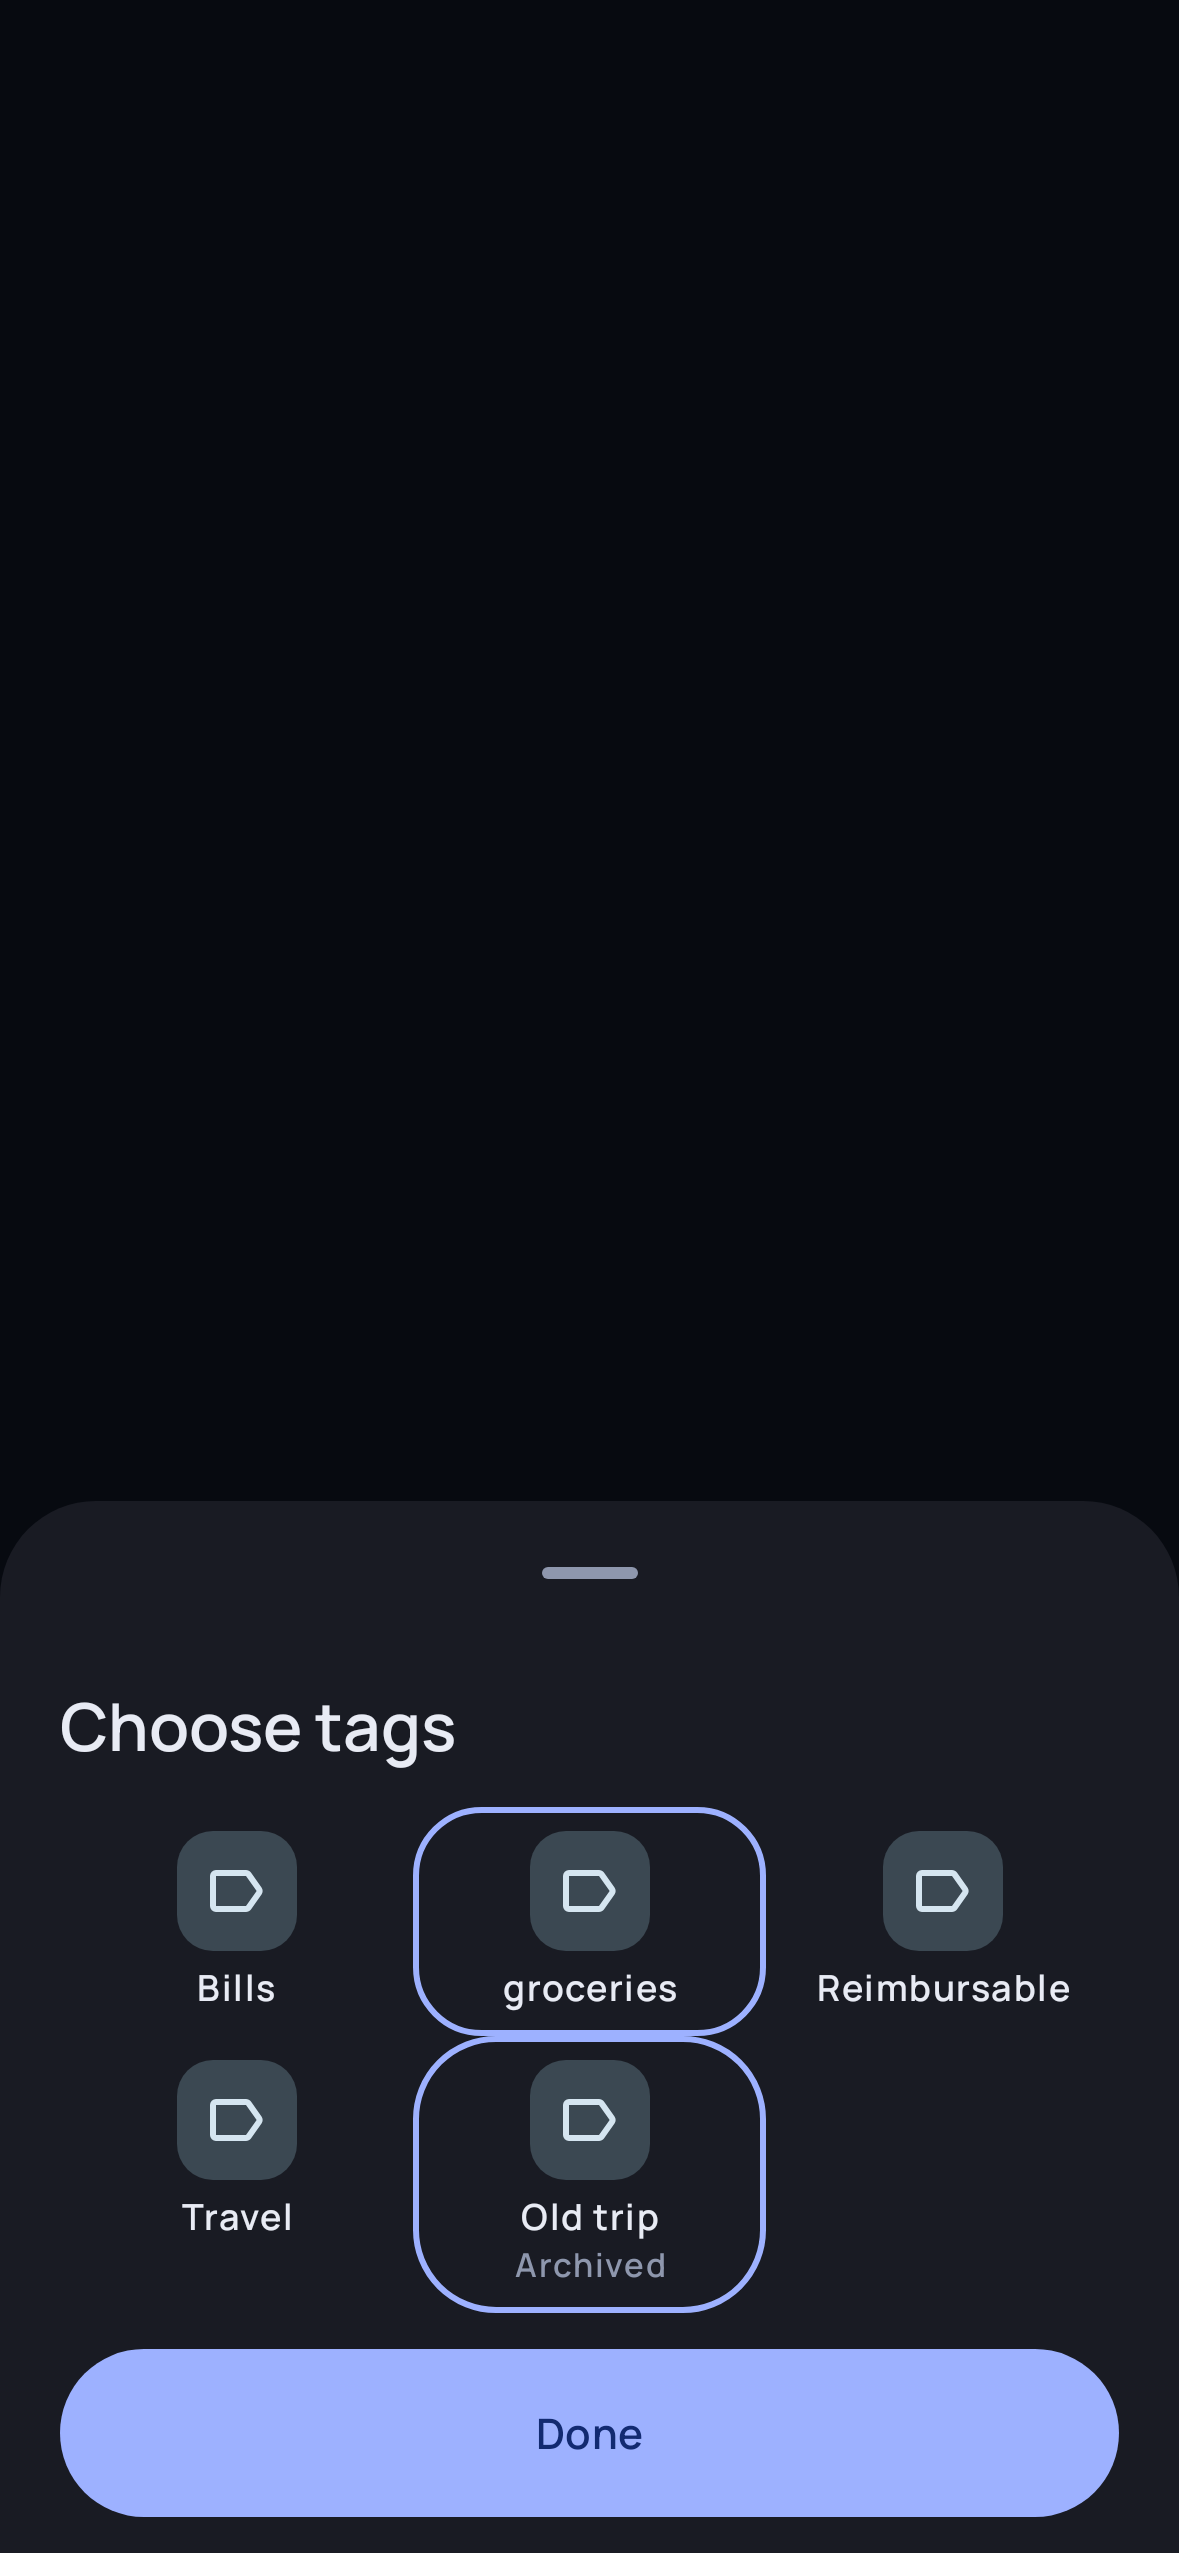 Choose tags
Bills
groceries
Reimbursable
Travel
Old trip
Archived
Done